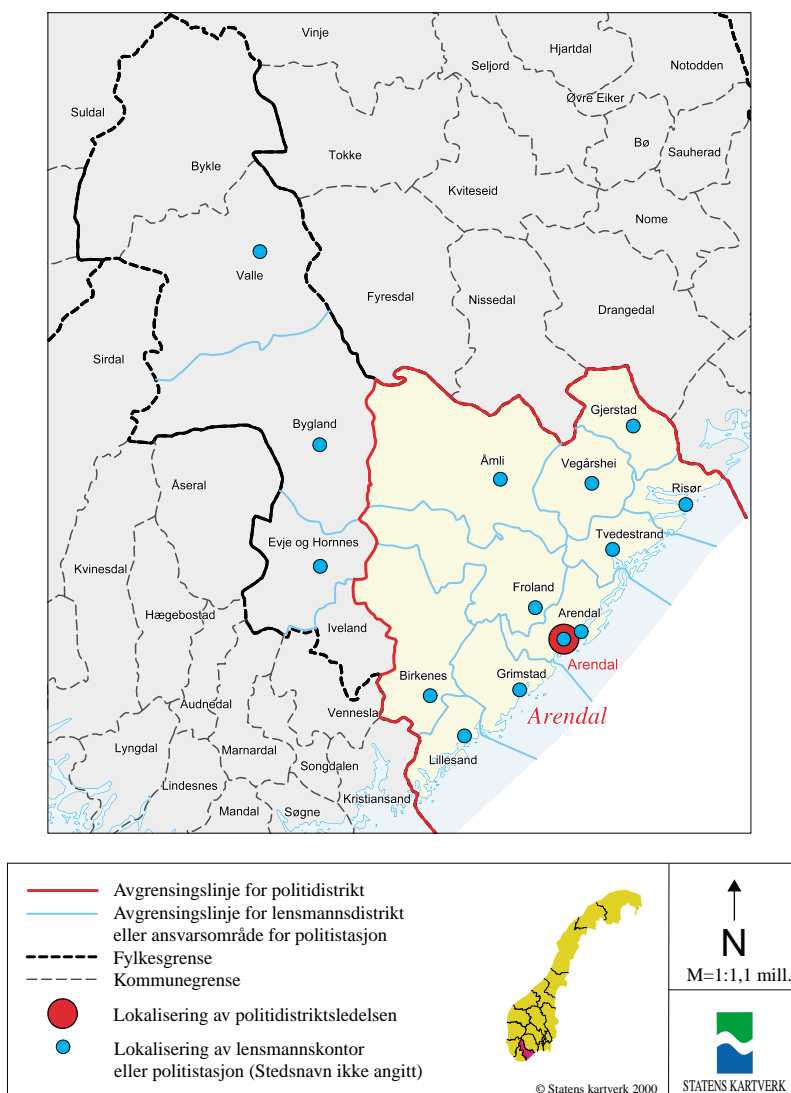 Vinje
Hjartdal
Seljord
Notodden
Øvre Eiker
Suldal
Bø
Sauherad
Tokke
Bykle
Kviteseid
Nome
Valle
Fyresdal
Nissedal
Drangedal
Sirdal
Gjerstad
Bygland
Åmli
Vegårshei
Åseral
Risør
Tvedestrand
Evje og Hornnes
Kvinesdal
Froland
Hægebostad
Arendal
Iveland
Arendal
Birkenes
Grimstad
Audnedal
Vennesla
Arendal
Lyngdal
Marnardal
Lillesand
Songdalen
Lindesnes
Kristiansand
Mandal
Søgne
Avgrensingslinje for politidistrikt
Avgrensingslinje for lensmannsdistrikt
eller ansvarsområde for politistasjon
Fylkesgrense
Kommunegrense
Lokalisering av politidistriktsledelsen
Lokalisering av lensmannskontor
eller politistasjon (Stedsnavn ikke angitt)
© Statens kartverk 2000
N
M=1:1,1 mill.
STATENS KARTVERK